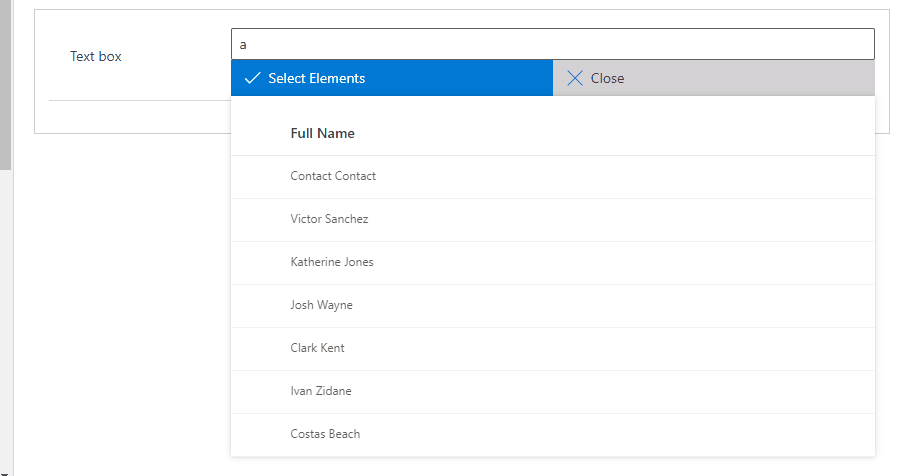 Text box
a
Select Elements
Close
Full Name
Contact Contact
Victor Sanchez
Katherine Jones
Josh Wayne
Clark Kent
Ivan Zidane
Costas Beach